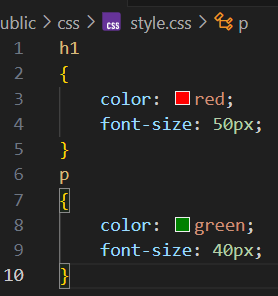 ublic > css > css style.css > p
1 h1
2 {
3 color: red;
4 font-size: 50px;
5 }
6 p
7 {
8 color: green;
9 font-size: 40px;
10 }